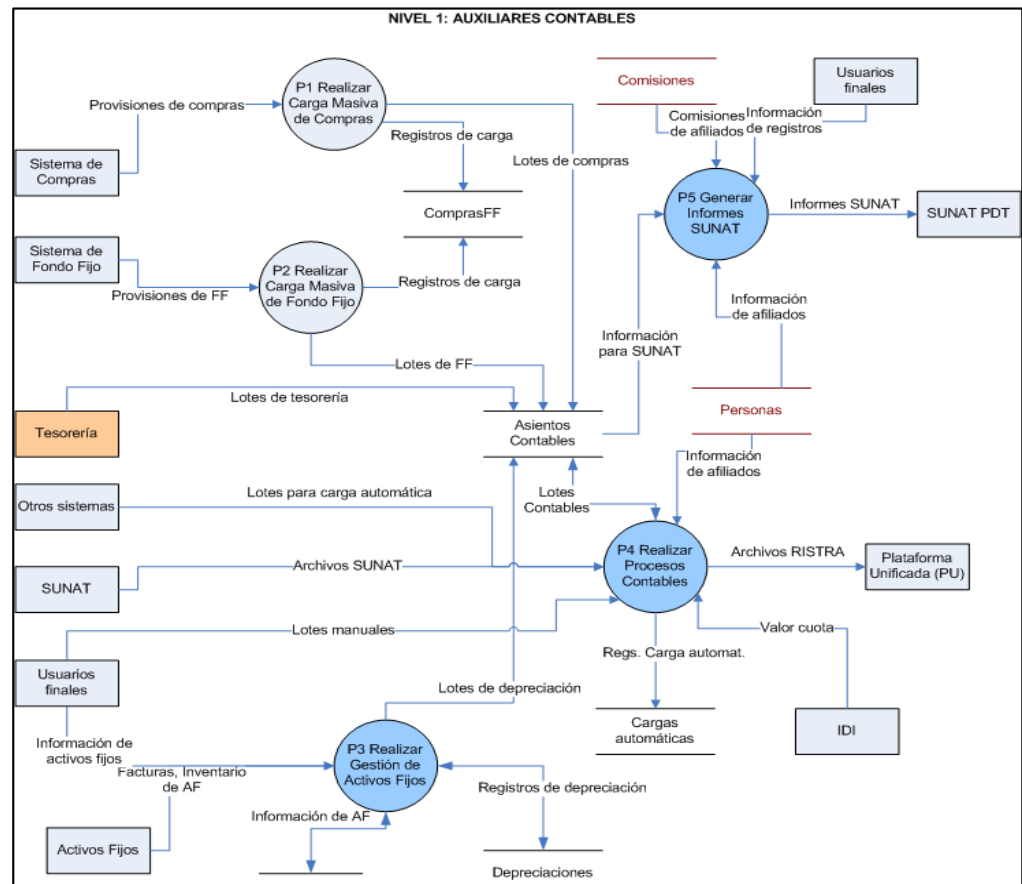 NIVEL 1: AUXILIARES CONTABLES
P1 Realizar
Carga Masiva
de Compras
Provisiones de compras
Comisiones
Usuarios
finales
Comisiones
de afiliados
Información
de registros
Registros de carga
Lotes de compras
Sistema de
Compras
P5 Generar
Informes
SUNAT
Informes SUNAT
SUNAT PDT
ComprasFF
Sistema de
Fondo Fijo
P2 Realizar
Carga Masiva
de Fondo Fijo
Registros de carga
Provisiones de FF
Información
de afiliados
Información
para SUNAT
Lotes de FF
Lotes de tesorería
Personas
Tesorería
Asientos
Contables
Información
de afiliados
Lotes para carga automática
Lotes
Contables
Otros sistemas
P4 Realizar
Procesos
Contables
Archivos RISTRA
Plataforma
Unificada (PU)
Archivos SUNAT
SUNAT
Lotes manuales
Valor cuota
Regs. Carga automat.
Usuarios
finales
Lotes de depreciación
Cargas
automáticas
IDI
Información de
activos fijos
P3 Realizar
Gestión de
Activos Fijos
Facturas, Inventario
de AF
Registros de depreciación
Información de AF
Activos Fijos
Depreciaciones